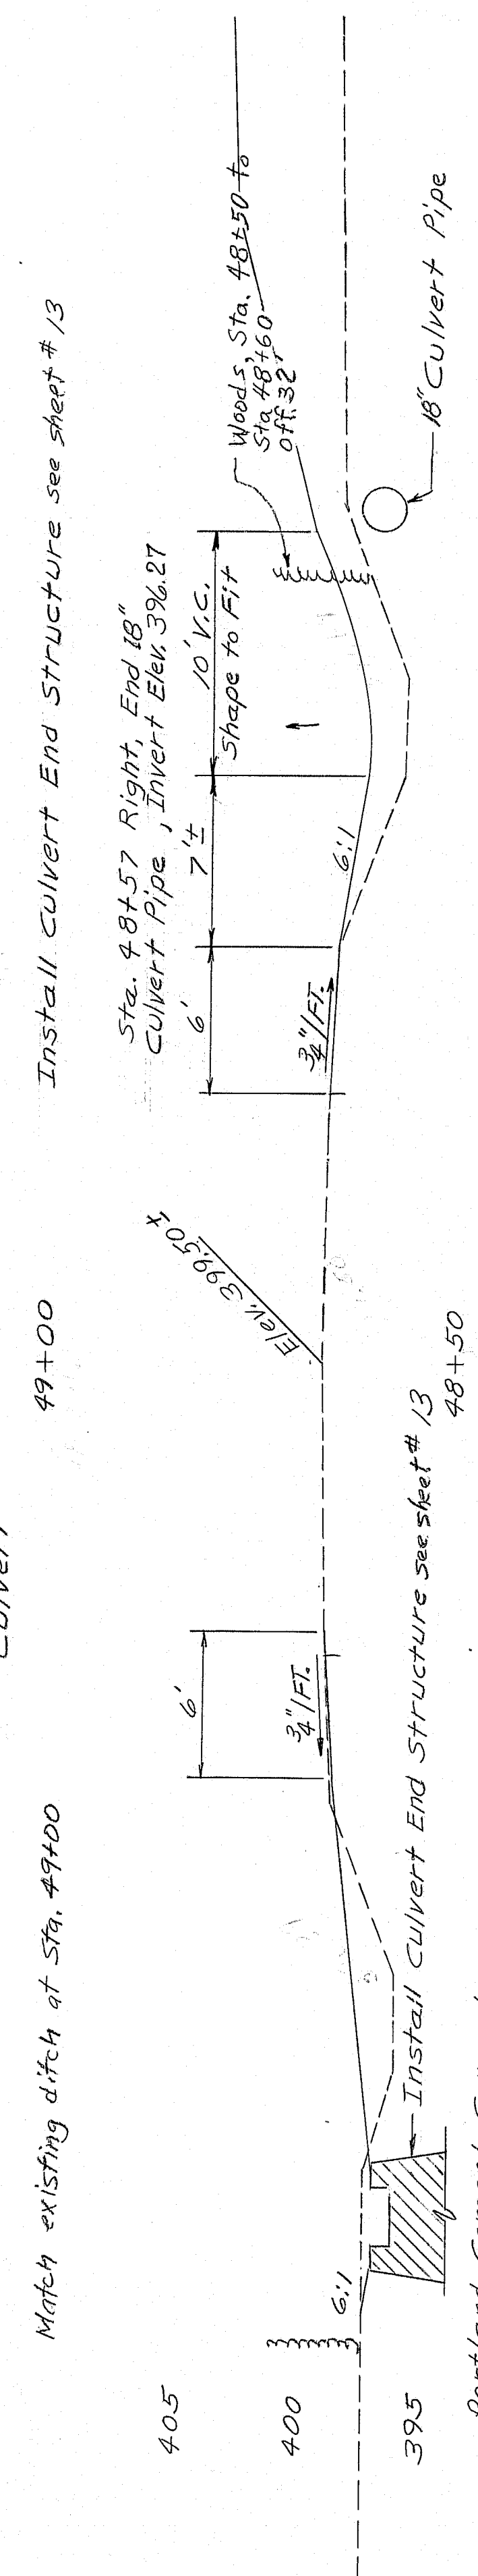 Match existing ditch at Sta. 49+00
49+00
Install Culvert End Structure see sheet # 13
Sta. 48+57 Right, End 18"
Culvert Pipe, Invert Elev. 396.27
Woods, Sta. 48+50 to
Sta 48+60
off. 32'
405
400
395
6'
6'
7'±
10' V.C.
Shape to Fit
3/4"/FT.
3/4"/FT.
Elev. 399.50
6:1
6:1
18" Culvert Pipe
Install Culvert End Structure see sheet # 13
48+50